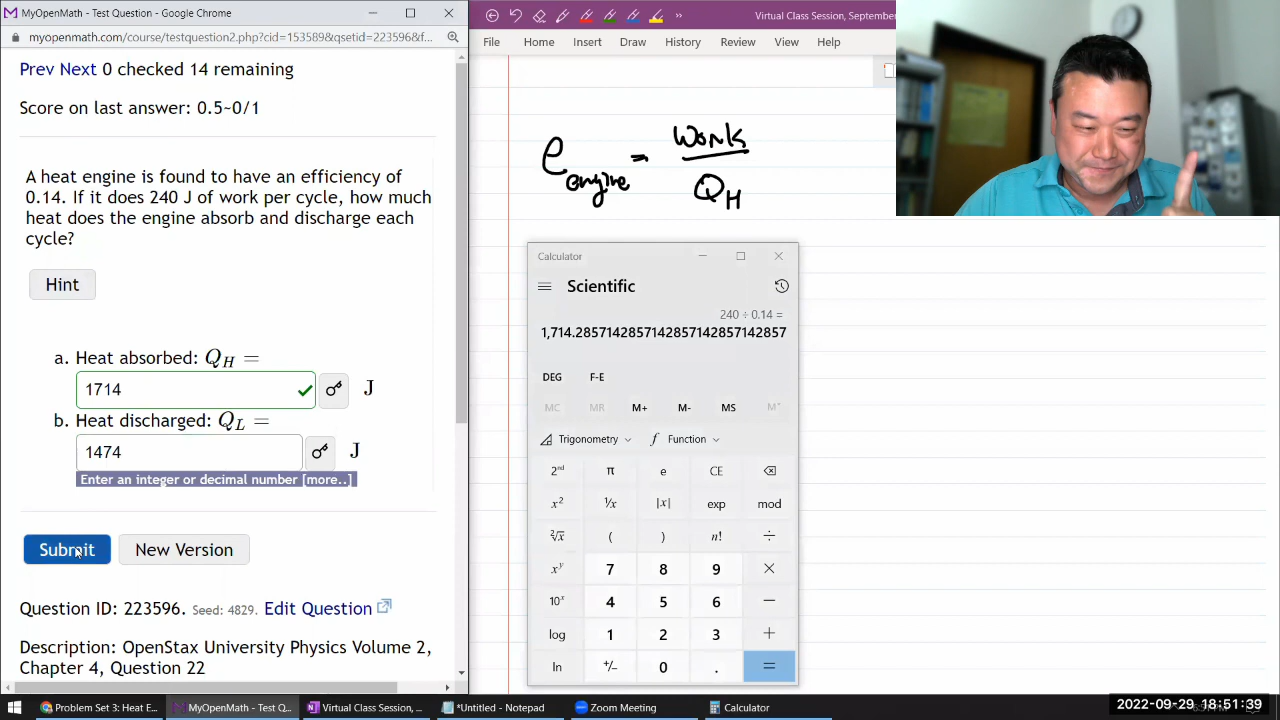 MyOpenMath - Test Question - Google Chrome
myopenmath.com/course/testquestion2.php?cid=153589&qsetid=223596&f...
Prev Next 0 checked 14 remaining
Score on last answer: 0.5~0/1
A heat engine is found to have an efficiency of
0.14. If it does 240 J of work per cycle, how much
heat does the engine absorb and discharge each
cycle?
Hint
a. Heat absorbed: Q_H =
1714 J
b. Heat discharged: Q_L =
1474 J
Enter an integer or decimal number [more..]
Submit New Version
Question ID: 223596. Seed: 4829. Edit Question
Description: OpenStax University Physics Volume 2,
Chapter 4, Question 22
Virtual Class Session, September
File Home Insert Draw History Review View Help
e_engine = Work / Q_H
Calculator
Scientific
240 ÷ 0.14 =
1,714.2857142857142857142857142857
DEG F-E
MC MR M+ M- MS M˅
Trigonometry Function
2ⁿᵈ π e CE
x² ¹/x |x| exp mod
²√x ( ) n! ÷
xʸ 7 8 9 ×
10ˣ 4 5 6 −
log 1 2 3 +
ln +/− 0 . =
Problem Set 3: Heat E... MyOpenMath - Test Q... Virtual Class Session, ... *Untitled - Notepad Zoom Meeting Calculator
2022-09-29 18:51:39